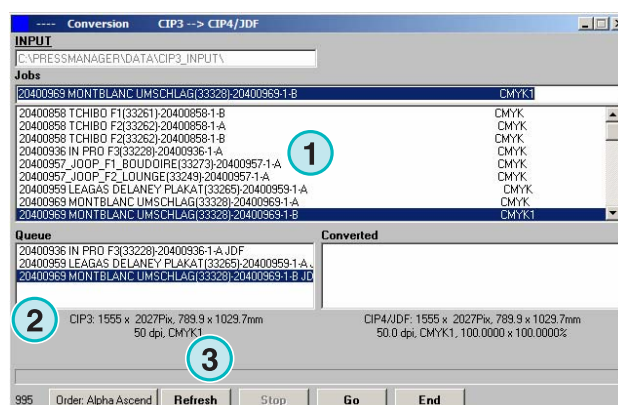 ---- Conversion CIP3 --> CIP4/JDF
INPUT
C:\PRESSMANAGER\DATA\CIP3_INPUT\
Jobs
20400969 MONTBLANC UMSCHLAG(33328)-20400969-1-B CMYK1
20400858 TCHIBO F1(33261)-20400858-1-B CMYK
20400858 TCHIBO F2(33262)-20400858-1-A CMYK
20400858 TCHIBO F2(33262)-20400858-1-B CMYK
20400936 IN PRO F3(33228)-20400936-1-A CMYK
20400957_JOOP_F1_BOUDOIRE(33273)-20400957-1-A CMYK
20400957_JOOP_F2_LOUNGE(33249)-20400957-1-A CMYK
20400959 LEAGAS DELANEY PLAKAT(33265)-20400959-1-A CMYK
20400969 MONTBLANC UMSCHLAG(33328)-20400969-1-A CMYK
20400969 MONTBLANC UMSCHLAG(33328)-20400969-1-B CMYK1
1
Queue Converted
20400936 IN PRO F3(33228)-20400936-1-A.JDF
20400959 LEAGAS DELANEY PLAKAT(33265)-20400959-1-A.
20400969 MONTBLANC UMSCHLAG(33328)-20400969-1-B.JD
2
CIP3: 1555 x 2027Pix, 789.9 x 1029.7mm CIP4/JDF: 1555 x 2027Pix, 789.9 x 1029.7mm
50 dpi, CMYK1 50.0 dpi, CMYK1, 100.0000 x 100.0000%
3
995 Order: Alpha Ascend Refresh Stop Go End